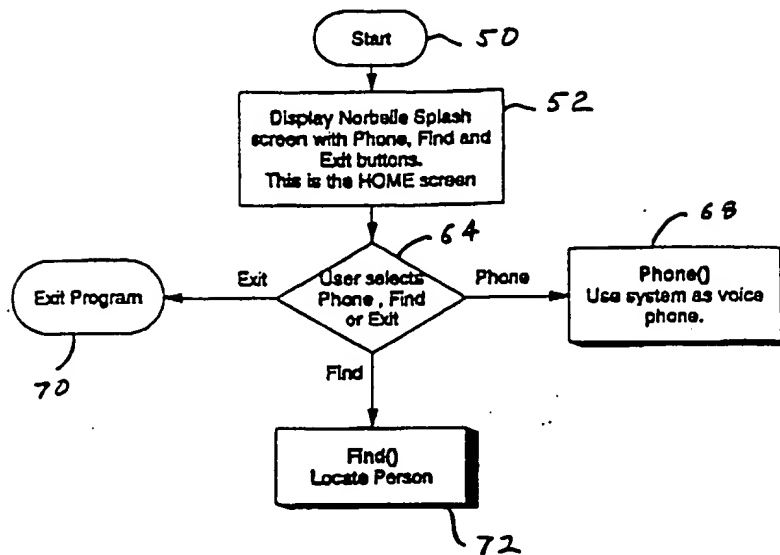 Start
50
Display Norbelle Splash
screen with Phone, Find and
Exit buttons.
This is the HOME screen
52
64
68
Exit
User selects
Phone , Find
or Exit
Phone
Exit Program
Phone()
Use system as voice
phone.
70
Find
Find()
Locate Person
72